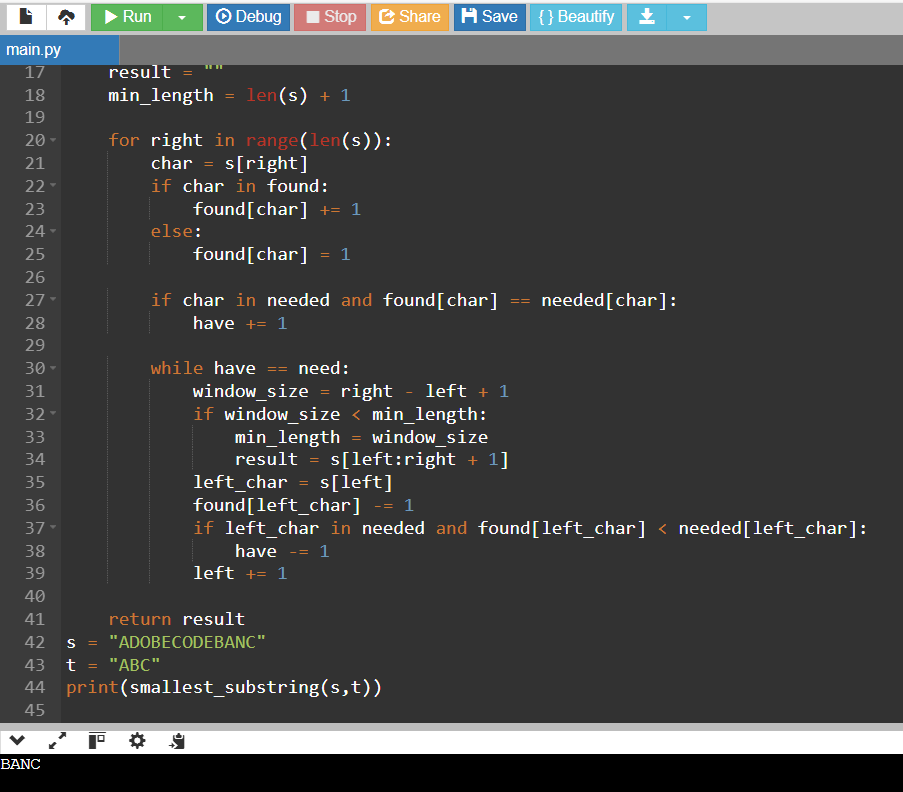 Run Debug Stop Share Save { } Beautify
main.py
17 result = ""
18 min_length = len(s) + 1
19
20 for right in range(len(s)):
21 char = s[right]
22 if char in found:
23 found[char] += 1
24 else:
25 found[char] = 1
26
27 if char in needed and found[char] == needed[char]:
28 have += 1
29
30 while have == need:
31 window_size = right - left + 1
32 if window_size < min_length:
33 min_length = window_size
34 result = s[left:right + 1]
35 left_char = s[left]
36 found[left_char] -= 1
37 if left_char in needed and found[left_char] < needed[left_char]:
38 have -= 1
39 left += 1
40
41 return result
42 s = "ADOBECODEBANC"
43 t = "ABC"
44 print(smallest_substring(s,t))
45
BANC